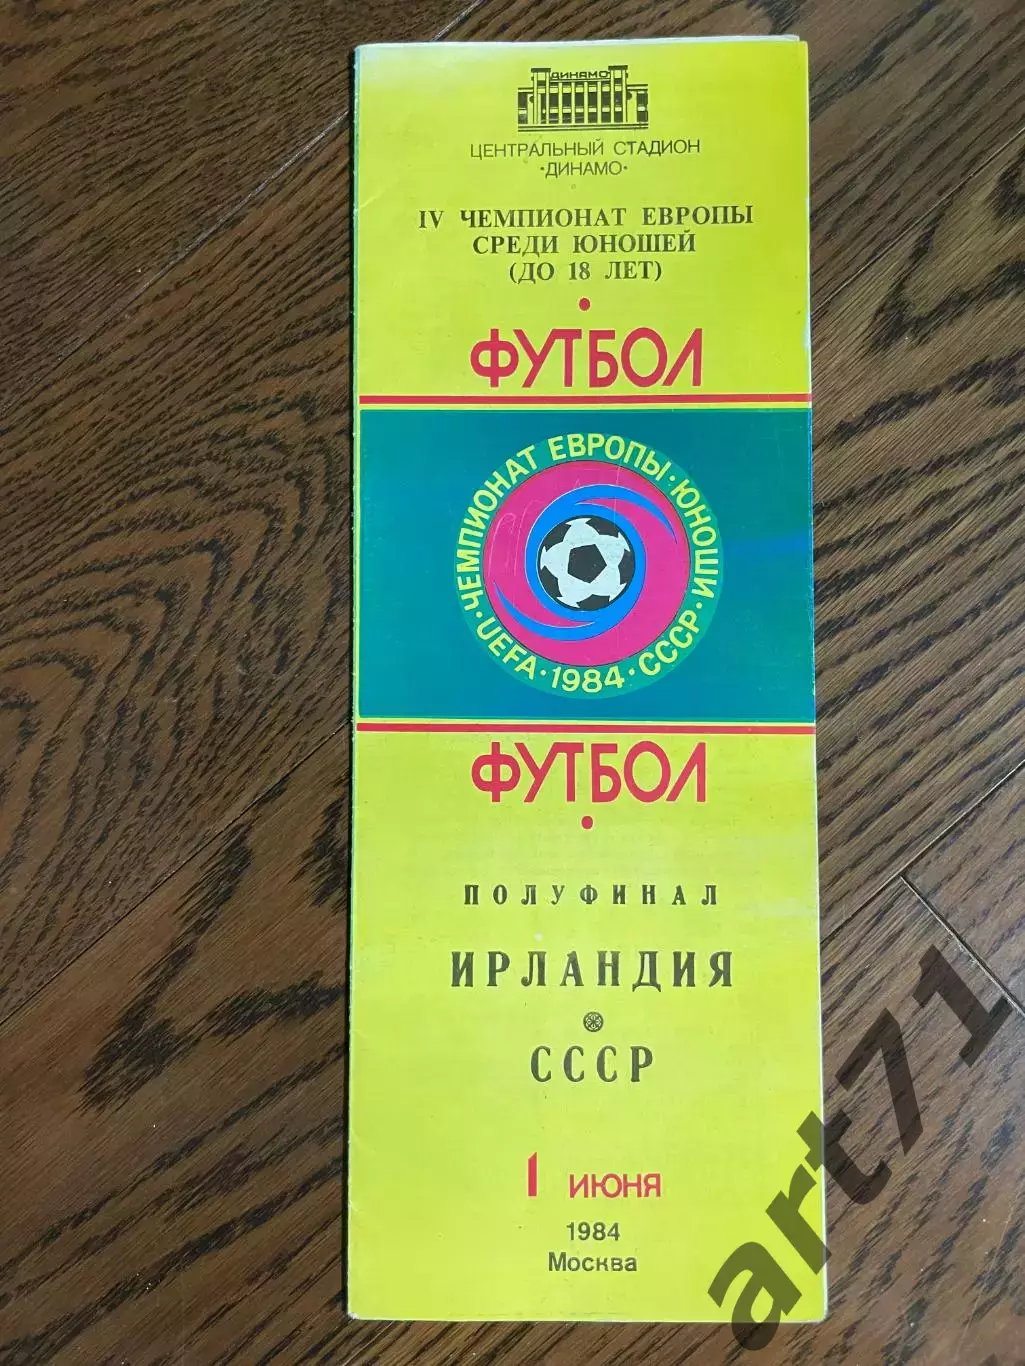 ДИНАМО
ЦЕНТРАЛЬНЫЙ СТАДИОН
·ДИНАМО·
IV ЧЕМПИОНАТ ЕВРОПЫ
СРЕДИ ЮНОШЕЙ
(ДО 18 ЛЕТ)
ФУТБОЛ
·ЧЕМПИОНАТ ЕВРОПЫ·ЮНОШИ·
UEFA·1984·СССР
ФУТБОЛ
ПОЛУФИНАЛ
ИРЛАНДИЯ
СССР
1 ИЮНЯ
1984
Москва
art71